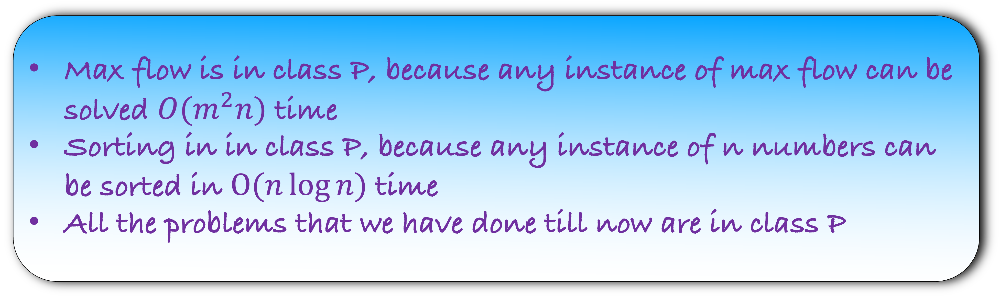 • Max flow is in class P, because any instance of max flow can be
solved O(m²n) time
• Sorting in in class P, because any instance of n numbers can
be sorted in O(n log n) time
• All the problems that we have done till now are in class P